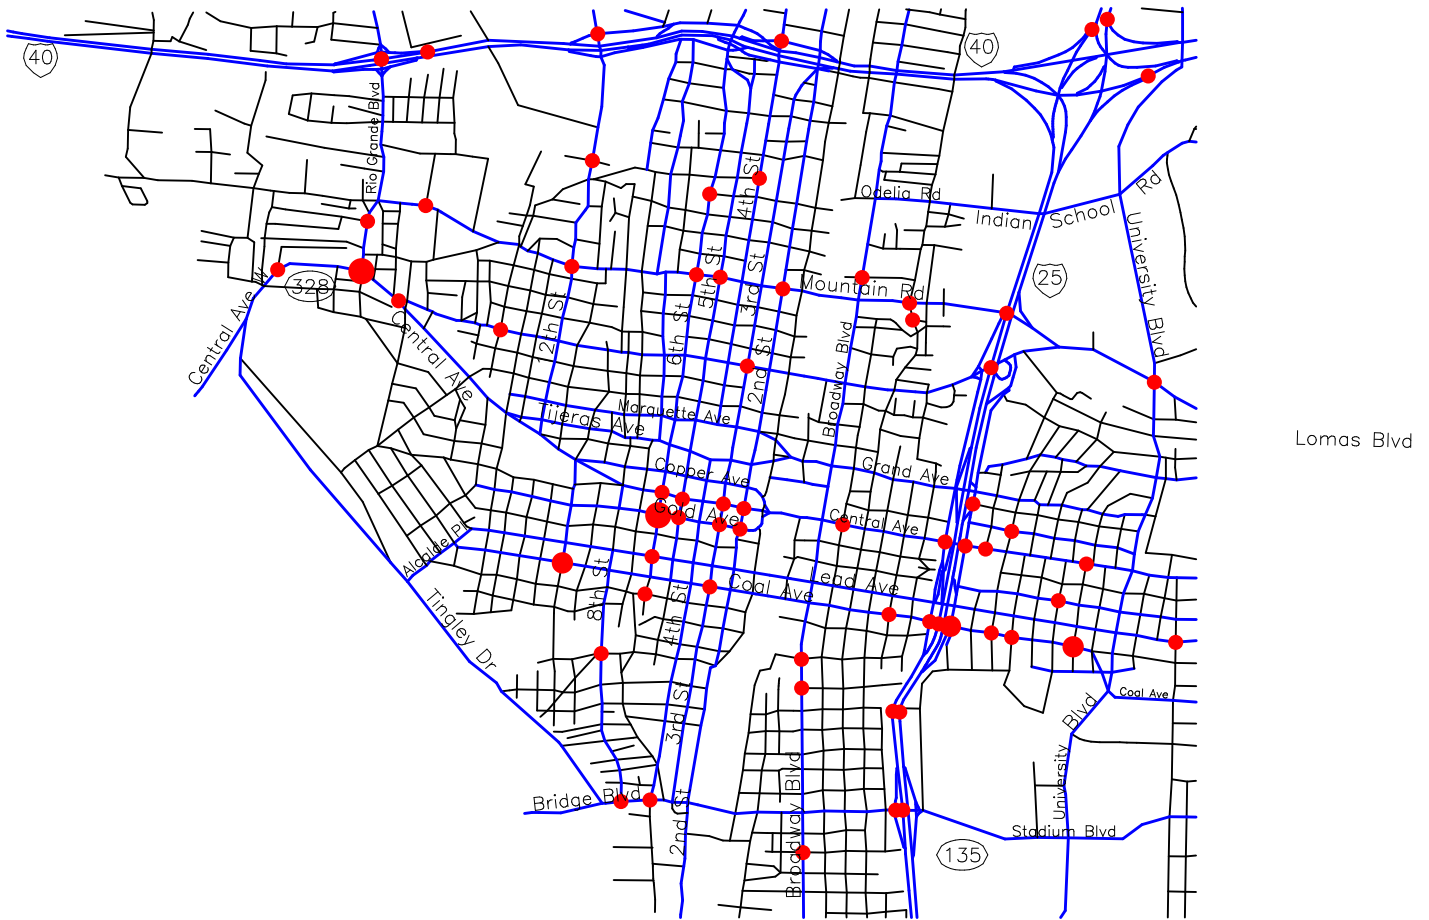 40
40
Rio Grande Blvd
4th St
Odelia Rd
Indian School Rd
University Blvd
25
Central Ave W
328
Mountain Rd
5th St
3rd St
12th St
6th St
2nd St
Central Ave
Broadway Blvd
Marquette Ave
Tijeras Ave
Lomas Blvd
Copper Ave
Grand Ave
Gold Ave
Central Ave
Alcalde Pl
8th St
Coal Ave
Lead Ave
4th St
Tingley Dr
3rd St
Coal Ave
University Blvd
Bridge Blvd
2nd St
Broadway Blvd
Stadium Blvd
135